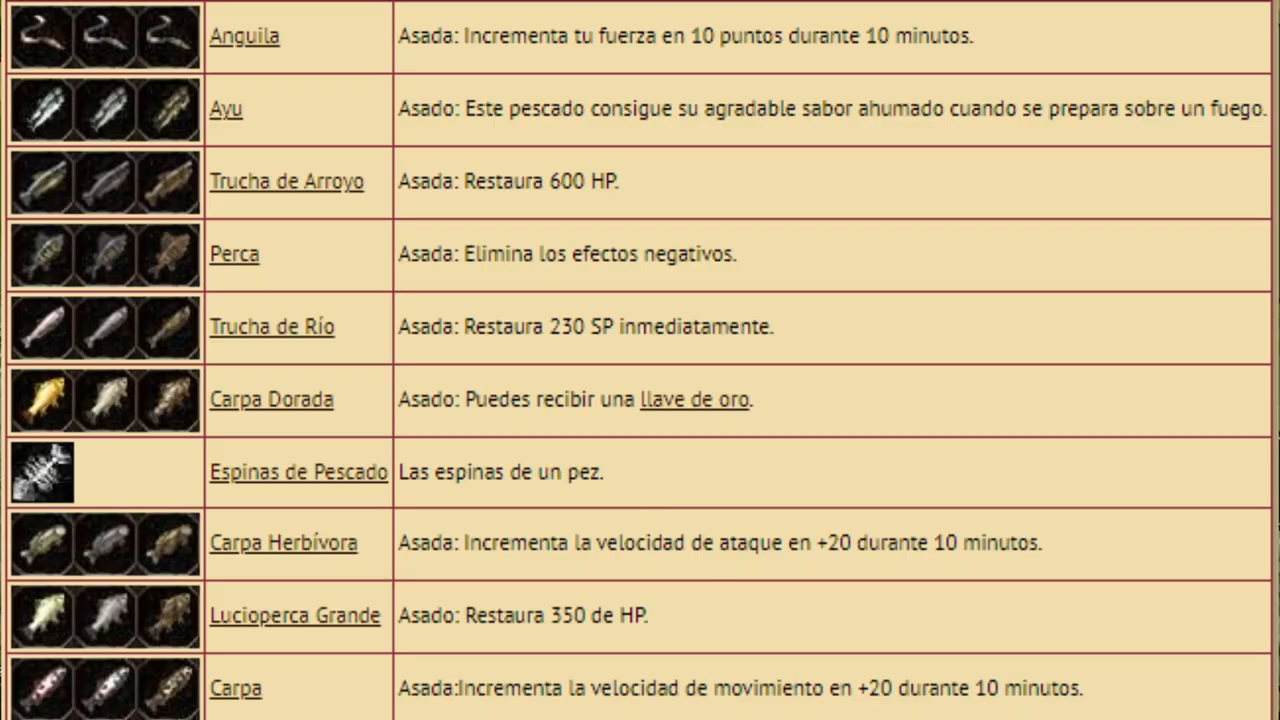 Anguila Asada: Incrementa tu fuerza en 10 puntos durante 10 minutos.
Ayu Asado: Este pescado consigue su agradable sabor ahumado cuando se prepara sobre un fuego.
Trucha de Arroyo Asada: Restaura 600 HP.
Perca Asada: Elimina los efectos negativos.
Trucha de Río Asada: Restaura 230 SP inmediatamente.
Carpa Dorada Asado: Puedes recibir una llave de oro.
Espinas de Pescado Las espinas de un pez.
Carpa Herbívora Asada: Incrementa la velocidad de ataque en +20 durante 10 minutos.
Lucioperca Grande Asado: Restaura 350 de HP.
Carpa Asada:Incrementa la velocidad de movimiento en +20 durante 10 minutos.